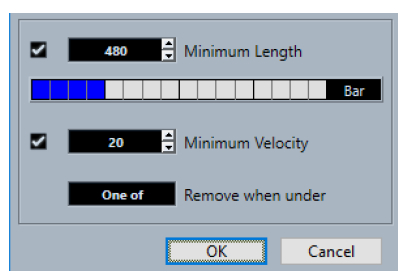 480 Minimum Length
Bar
20 Minimum Velocity
One of Remove when under
OK Cancel